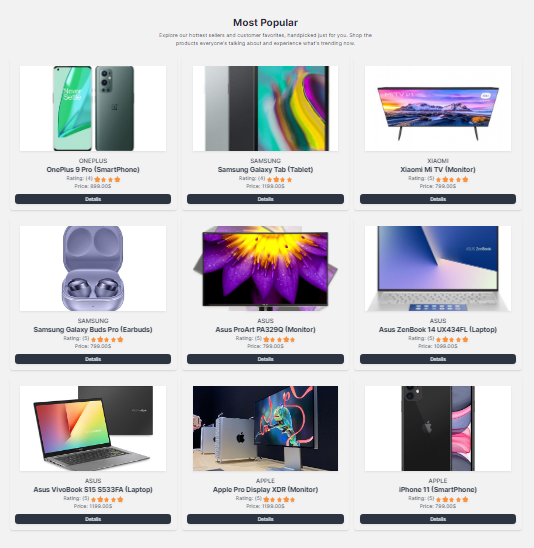 Most Popular
Explore our hottest sellers and customer favorites, handpicked just for you. Shop the
products everyone's talking about and experience what's trending now.
Never
Settle
ONEPLUS
OnePlus 9 Pro (SmartPhone)
Rating: (4)
Price: 899.00$
Details
SAMSUNG
Samsung Galaxy Tab (Tablet)
Rating: (4)
Price: 1199.00$
Details
XIAOMI
Xiaomi Mi TV (Monitor)
Rating: (5)
Price: 799.00$
Details
SAMSUNG
Samsung Galaxy Buds Pro (Earbuds)
Rating: (5)
Price: 799.00$
Details
ASUS
Asus ProArt PA329Q (Monitor)
Rating: (5)
Price: 799.00$
Details
ASUS ZENBOOK
ASUS
Asus ZenBook 14 UX434FL (Laptop)
Rating: (5)
Price: 1099.00$
Details
ASUS
Asus VivoBook S15 S533FA (Laptop)
Rating: (5)
Price: 1199.00$
Details
APPLE
Apple Pro Display XDR (Monitor)
Rating: (5)
Price: 1199.00$
Details
APPLE
iPhone 11 (SmartPhone)
Rating: (5)
Price: 799.00$
Details